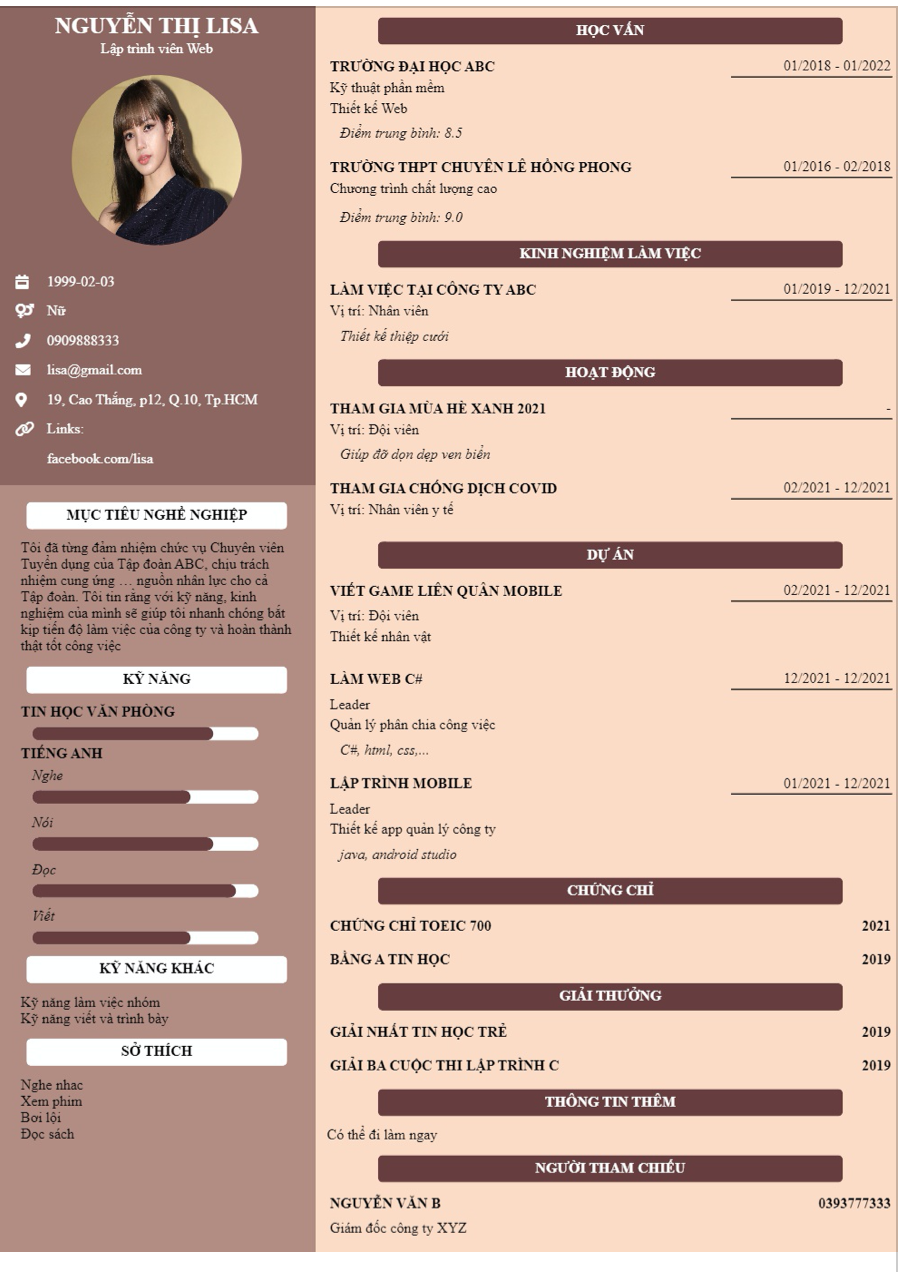 NGUYỄN THỊ LISA
Lập trình viên Web
1999-02-03
Nữ
0909888333
lisa@gmail.com
19, Cao Thắng, p12, Q.10, Tp.HCM
Links:
facebook.com/lisa
MỤC TIÊU NGHỀ NGHIỆP
Tôi đã từng đảm nhiệm chức vụ Chuyên viên
Tuyển dụng của Tập đoàn ABC, chịu trách
nhiệm cung ứng … nguồn nhân lực cho cả
Tập đoàn. Tôi tin rằng với kỹ năng, kinh
nghiệm của mình sẽ giúp tôi nhanh chóng bắt
kịp tiến độ làm việc của công ty và hoàn thành
thật tốt công việc
KỸ NĂNG
TIN HỌC VĂN PHÒNG
TIẾNG ANH
Nghe
Nói
Đọc
Viết
KỸ NĂNG KHÁC
Kỹ năng làm việc nhóm
Kỹ năng viết và trình bày
SỞ THÍCH
Nghe nhac
Xem phim
Bơi lội
Đọc sách
HỌC VẤN
TRƯỜNG ĐẠI HỌC ABC 01/2018 - 01/2022
Kỹ thuật phần mềm
Thiết kế Web
Điểm trung bình: 8.5
TRƯỜNG THPT CHUYÊN LÊ HỒNG PHONG 01/2016 - 02/2018
Chương trình chất lượng cao
Điểm trung bình: 9.0
KINH NGHIỆM LÀM VIỆC
LÀM VIỆC TẠI CÔNG TY ABC 01/2019 - 12/2021
Vị trí: Nhân viên
Thiết kế thiệp cưới
HOẠT ĐỘNG
THAM GIA MÙA HÈ XANH 2021 -
Vị trí: Đội viên
Giúp đỡ dọn dẹp ven biển
THAM GIA CHỐNG DỊCH COVID 02/2021 - 12/2021
Vị trí: Nhân viên y tế
DỰ ÁN
VIẾT GAME LIÊN QUÂN MOBILE 02/2021 - 12/2021
Vị trí: Đội viên
Thiết kế nhân vật
LÀM WEB C# 12/2021 - 12/2021
Leader
Quản lý phân chia công việc
C#, html, css,...
LẬP TRÌNH MOBILE 01/2021 - 12/2021
Leader
Thiết kế app quản lý công ty
java, android studio
CHỨNG CHỈ
CHỨNG CHỈ TOEIC 700 2021
BẰNG A TIN HỌC 2019
GIẢI THƯỞNG
GIẢI NHẤT TIN HỌC TRẺ 2019
GIẢI BA CUỘC THI LẬP TRÌNH C 2019
THÔNG TIN THÊM
Có thể đi làm ngay
NGƯỜI THAM CHIẾU
NGUYỄN VĂN B 0393777333
Giám đốc công ty XYZ